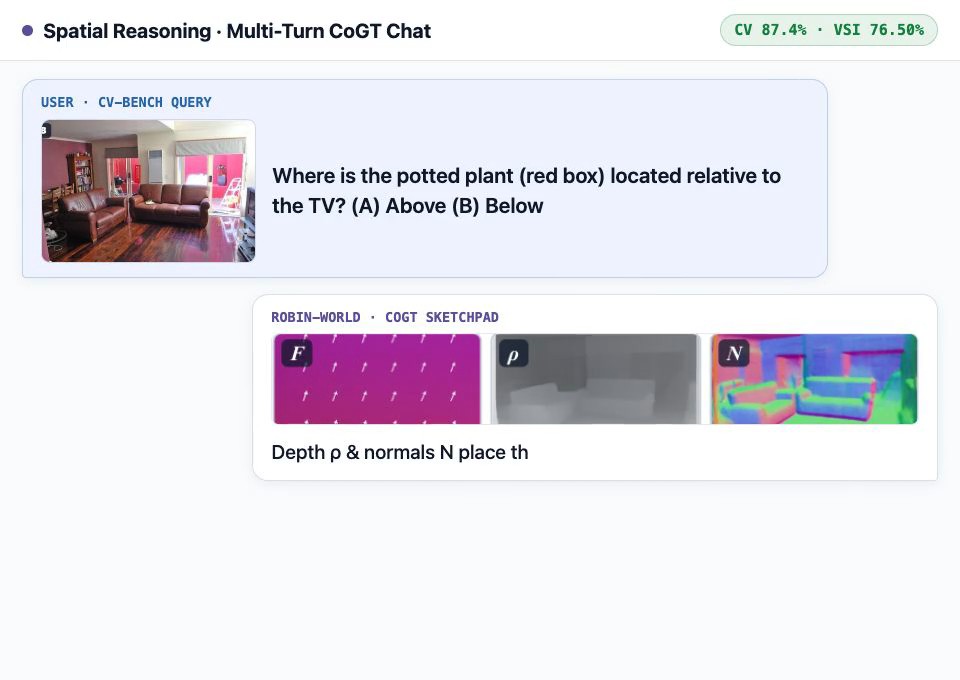 Spatial Reasoning · Multi-Turn CoGT Chat
CV 87.4% · VSI 76.50%
USER · CV–BENCH QUERY
Where is the potted plant (red box) located relative to
the TV? (A) Above (B) Below
ROBIN–WORLD · COGT SKETCHPAD
F
ρ
N
Depth ρ & normals N place th